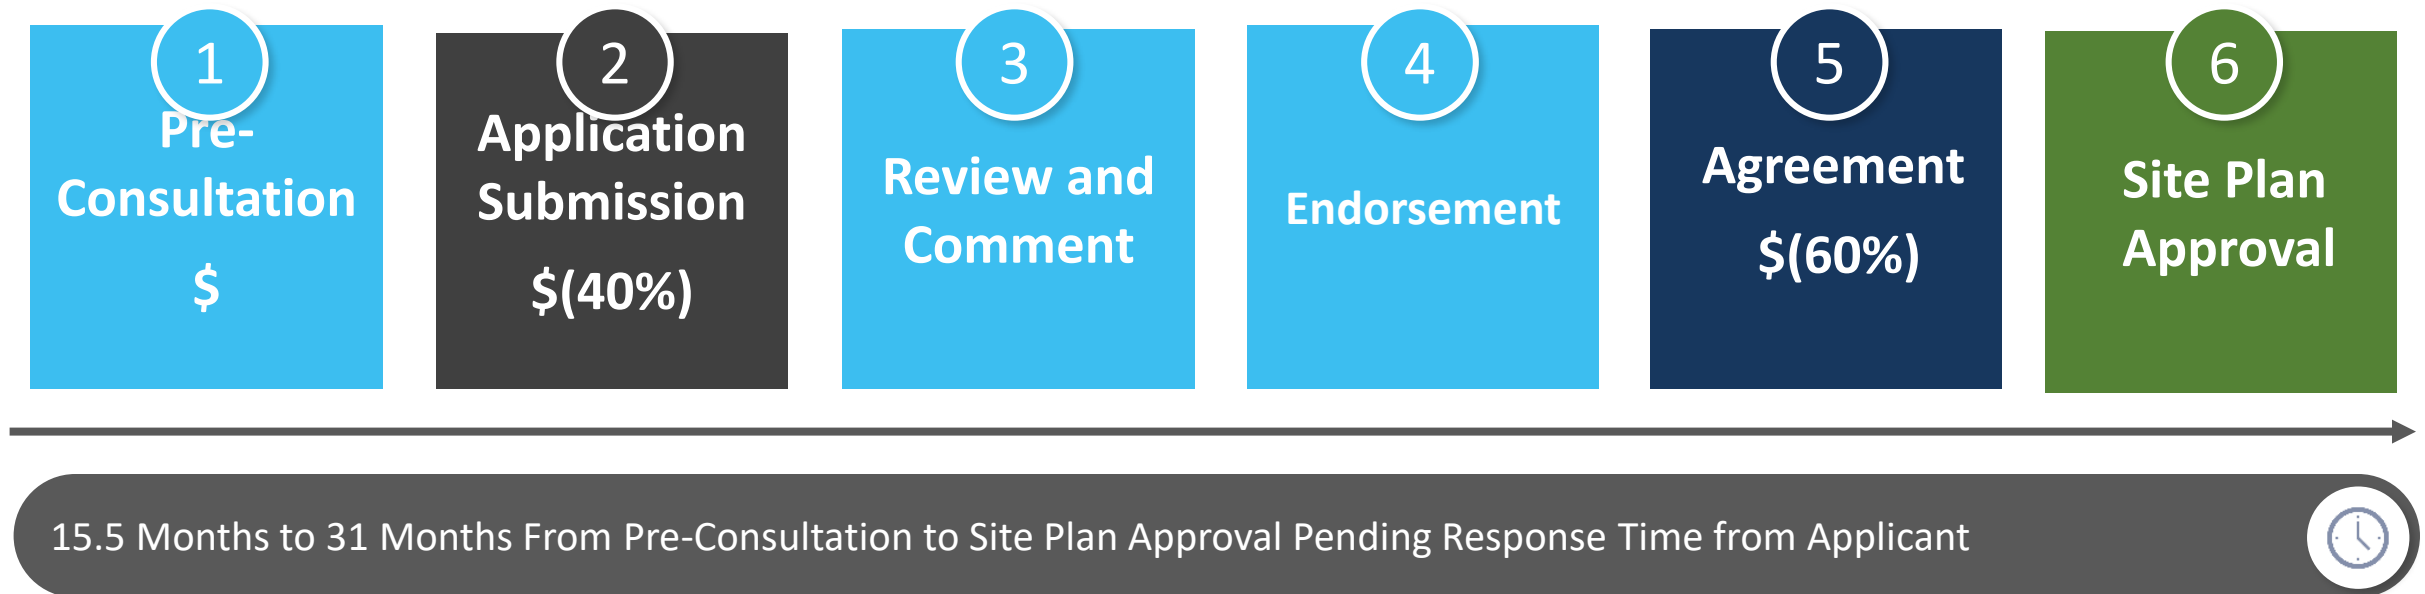 1
Pre-
Consultation
$
2
Application
Submission
$(40%)
3
Review and
Comment
4
Endorsement
5
Agreement
$(60%)
6
Site Plan
Approval
15.5 Months to 31 Months From Pre-Consultation to Site Plan Approval Pending Response Time from Applicant